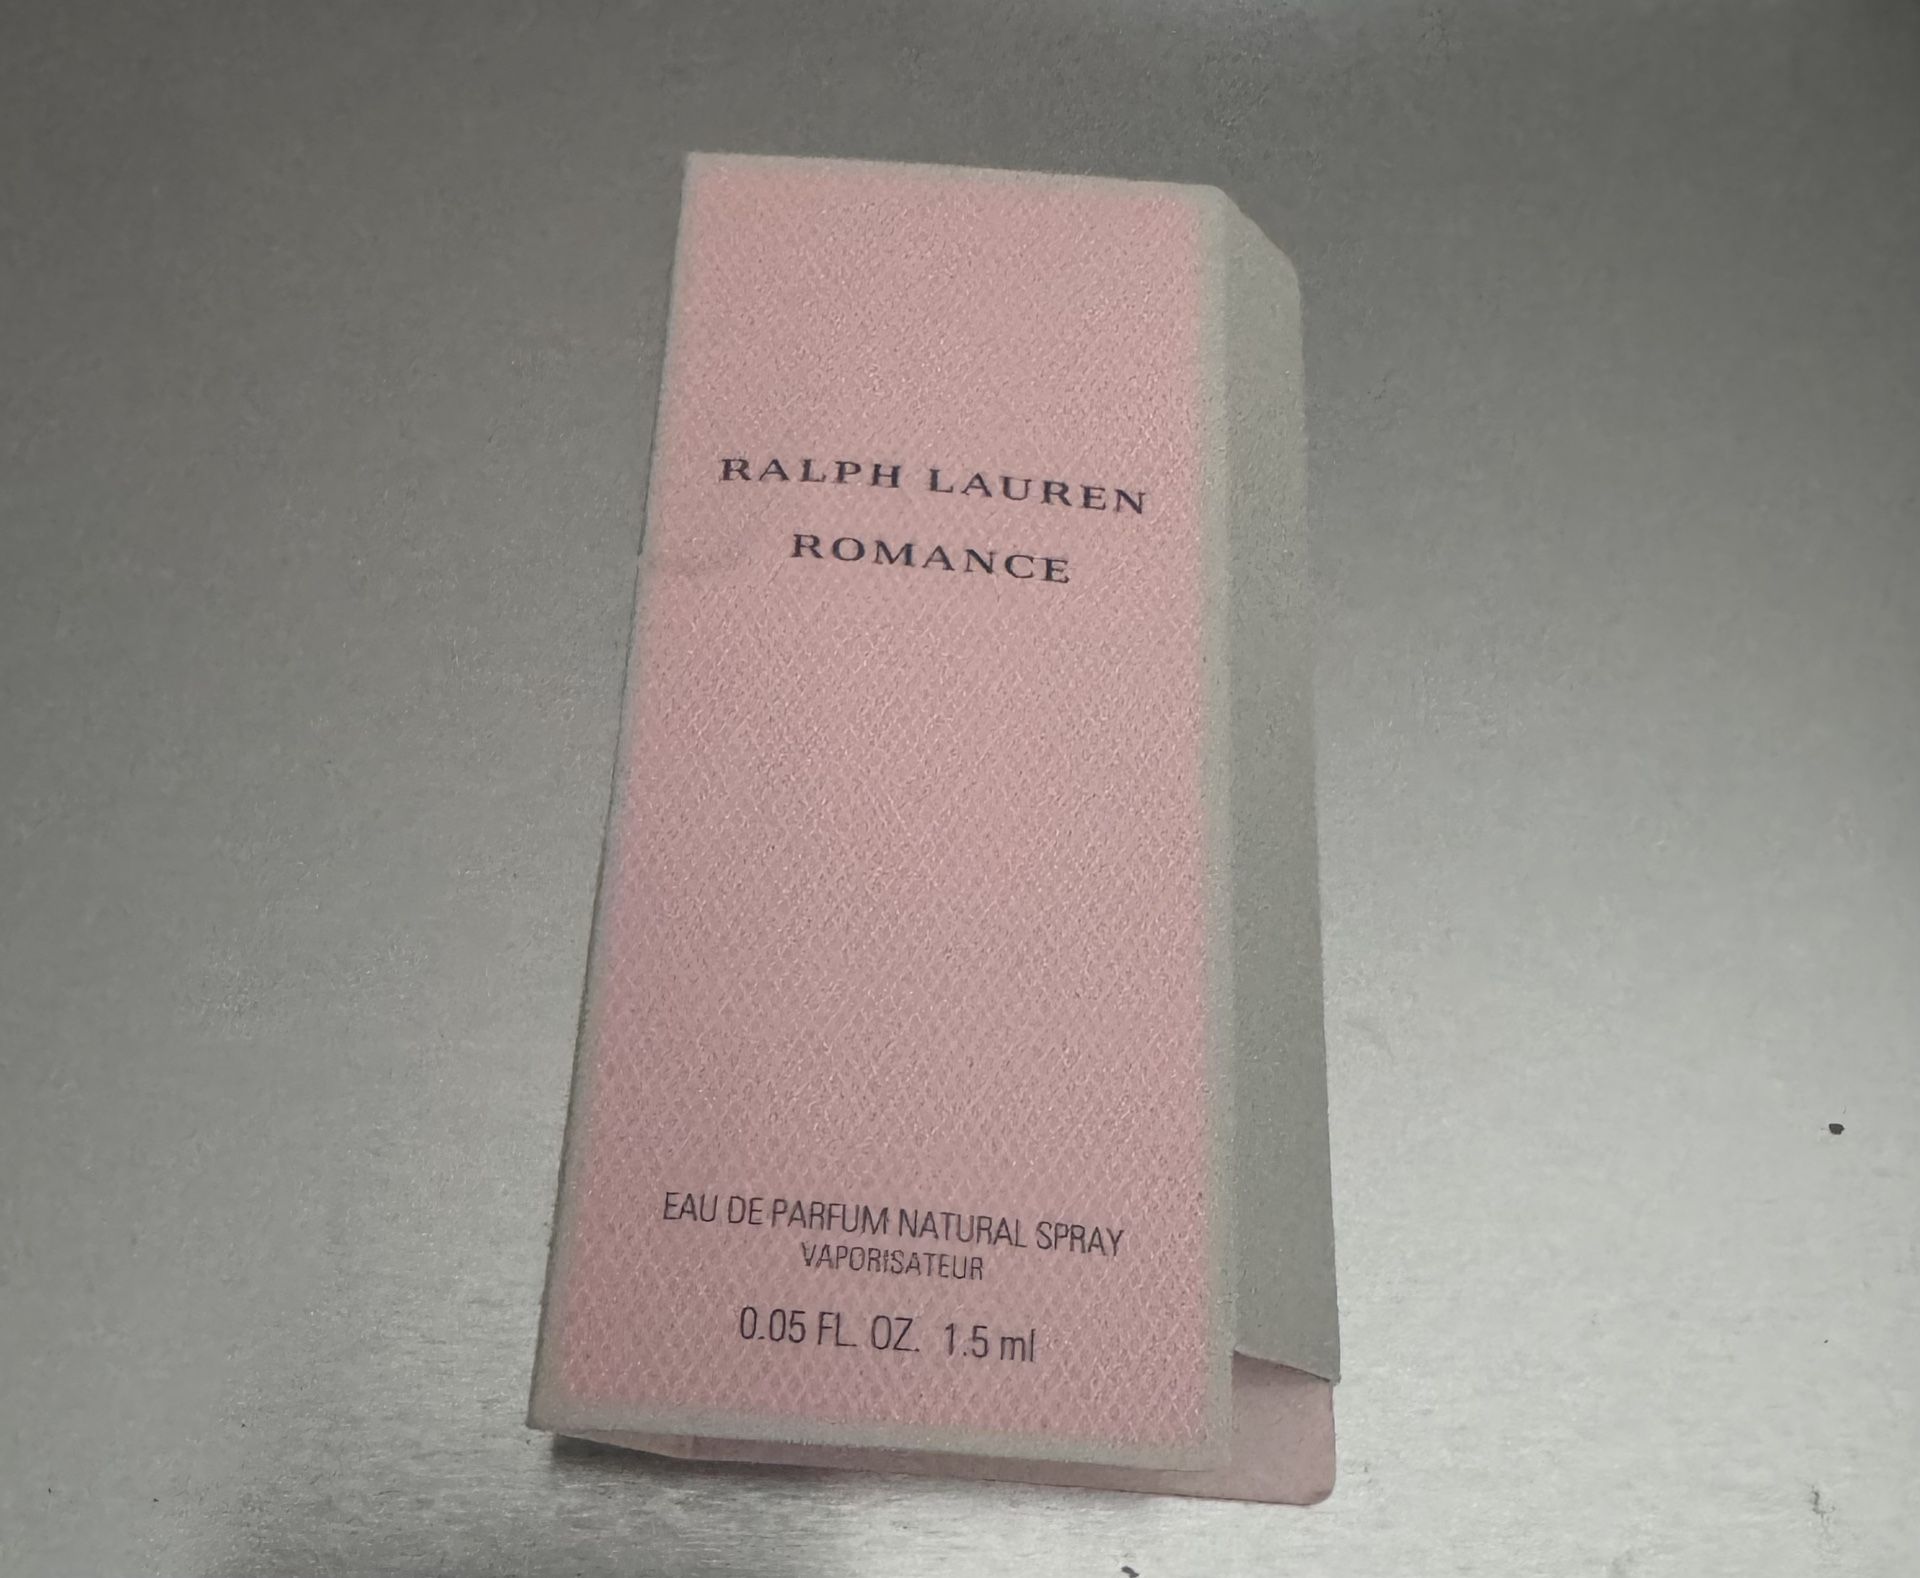 RALPH LAUREN
ROMANCE
EAU DE PARFUM NATURAL SPRAY
VAPORISATEUR
0.05 FL. OZ. 1.5 ml